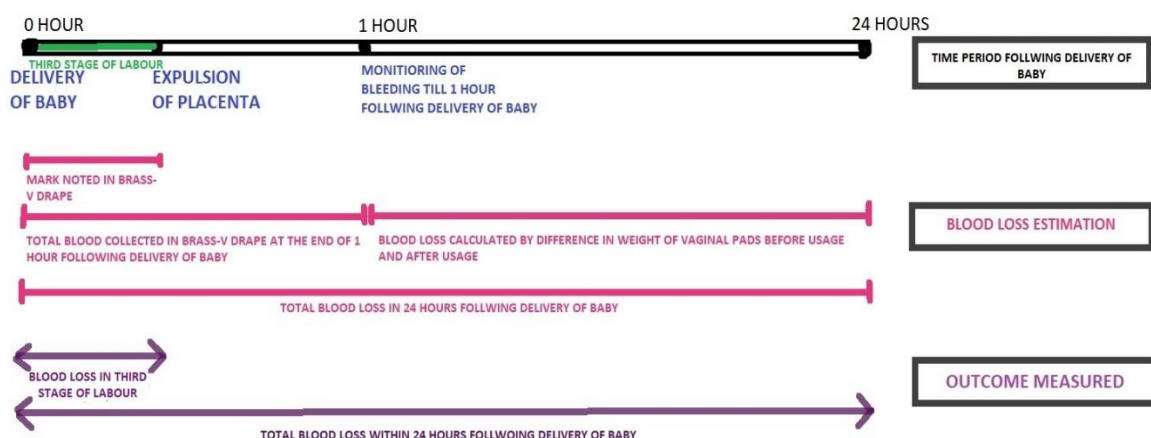 0 HOUR
1 HOUR
24 HOURS
THIRD STAGE OF LABOUR
DELIVERY
OF BABY
EXPULSION
OF PLACENTA
MONITIORING OF
BLEEDING TILL 1 HOUR
FOLLWING DELIVERY OF BABY
TIME PERIOD FOLLWING DELIVERY OF
BABY
MARK NOTED IN BRASS-
V DRAPE
TOTAL BLOOD COLLECTED IN BRASS-V DRAPE AT THE END OF 1
HOUR FOLLOWING DELIVERY OF BABY
BLOOD LOSS CALCULATED BY DIFFERENCE IN WEIGHT OF VAGINAL PADS BEFORE USAGE
AND AFTER USAGE
BLOOD LOSS ESTIMATION
TOTAL BLOOD LOSS IN 24 HOURS FOLLWING DELIVERY OF BABY
BLOOD LOSS IN THIRD
STAGE OF LABOUR
OUTCOME MEASURED
TOTAL BLOOD LOSS WITHIN 24 HOURS FOLLWOING DELIVERY OF BABY